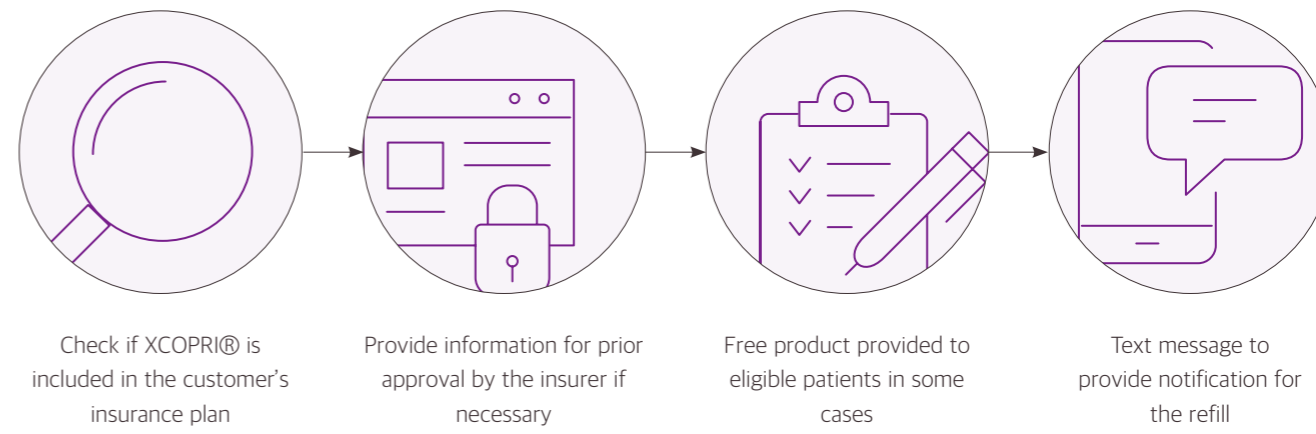 Check if XCOPRI® is
included in the customer’s
insurance plan
Provide information for prior
approval by the insurer if
necessary
Free product provided to
eligible patients in some
cases
Text message to
provide notification for
the refill